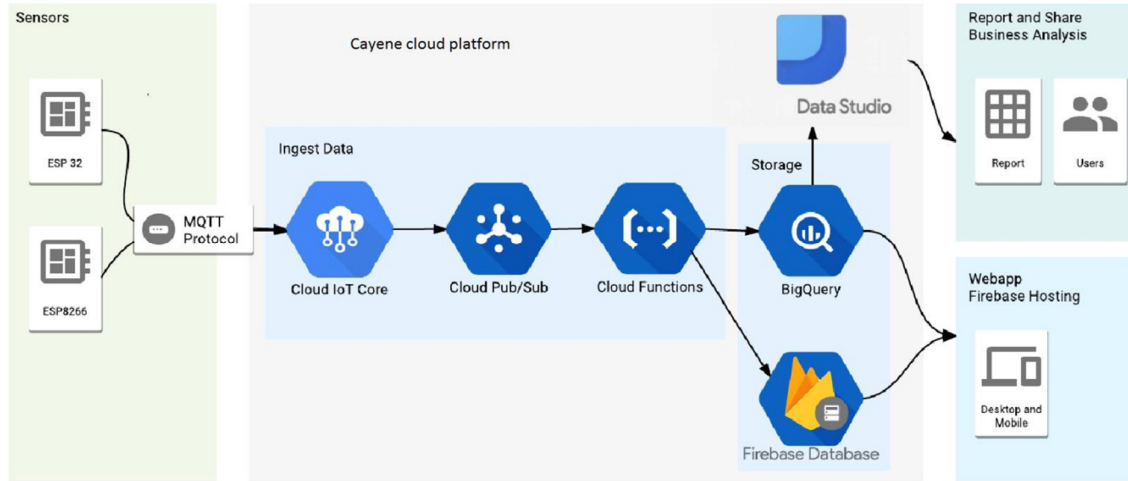 Sensors
ESP 32
ESP8266
MQTT
Protocol
Cayene cloud platform
Ingest Data
Cloud IoT Core
Cloud Pub/Sub
Cloud Functions
Data Studio
Storage
BigQuery
Firebase Database
Report and Share
Business Analysis
Report
Users
Webapp
Firebase Hosting
Desktop and
Mobile